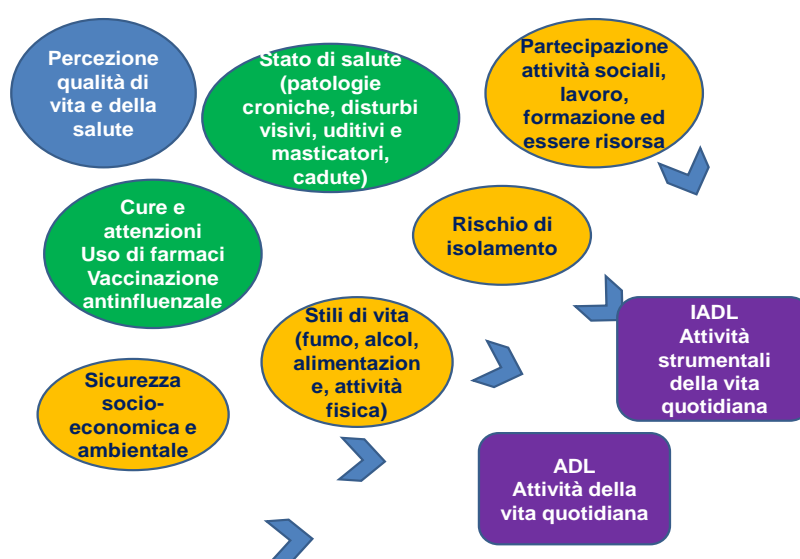 Percezione
qualità di
vita e della
salute
Stato di salute
(patologie
croniche, disturbi
visivi, uditivi e
masticatori,
cadute)
Partecipazione
attività sociali,
lavoro,
formazione ed
essere risorsa
Cure e
attenzioni
Uso di farmaci
Vaccinazione
antinfluenzale
Rischio di
isolamento
Stili di vita
(fumo, alcol,
alimentazion
e, attività
fisica)
IADL
Attività
strumentali
della vita
quotidiana
Sicurezza
socio-
economica e
ambientale
ADL
Attività della
vita quotidiana